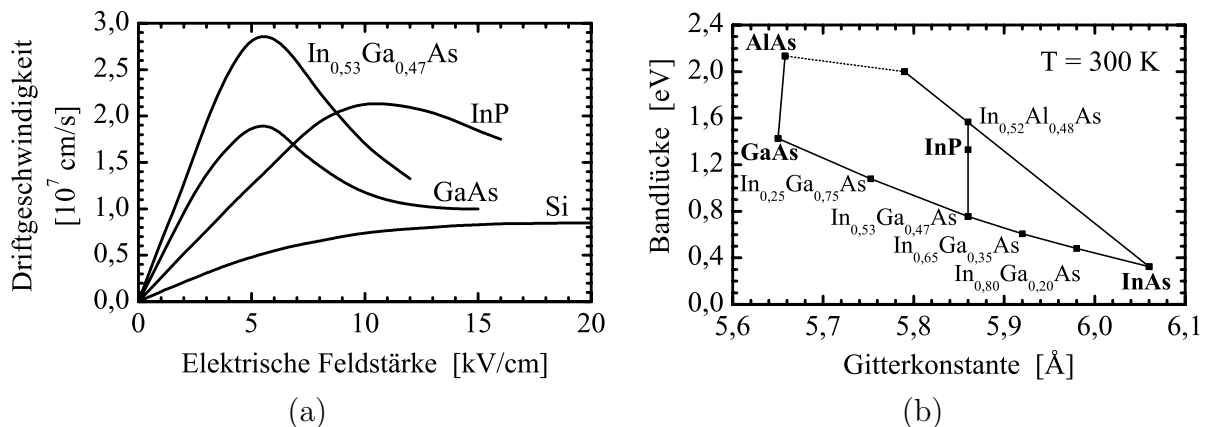 3,0
2,5
2,0
1,5
1,0
0,5
0,0
Driftgeschwindigkeit
[10⁷ cm/s]
In₀,₅₃Ga₀,₄₇As
InP
GaAs
Si
0 5 10 15 20
Elektrische Feldstärke [kV/cm]
(a)
2,4
2,0
1,6
1,2
0,8
0,4
0,0
Bandlücke [eV]
AlAs
T = 300 K
In₀,₅₂Al₀,₄₈As
InP
GaAs
In₀,₂₅Ga₀,₇₅As
In₀,₅₃Ga₀,₄₇As
In₀,₆₅Ga₀,₃₅As
In₀,₈₀Ga₀,₂₀As
InAs
5,6 5,7 5,8 5,9 6,0 6,1
Gitterkonstante [Å]
(b)